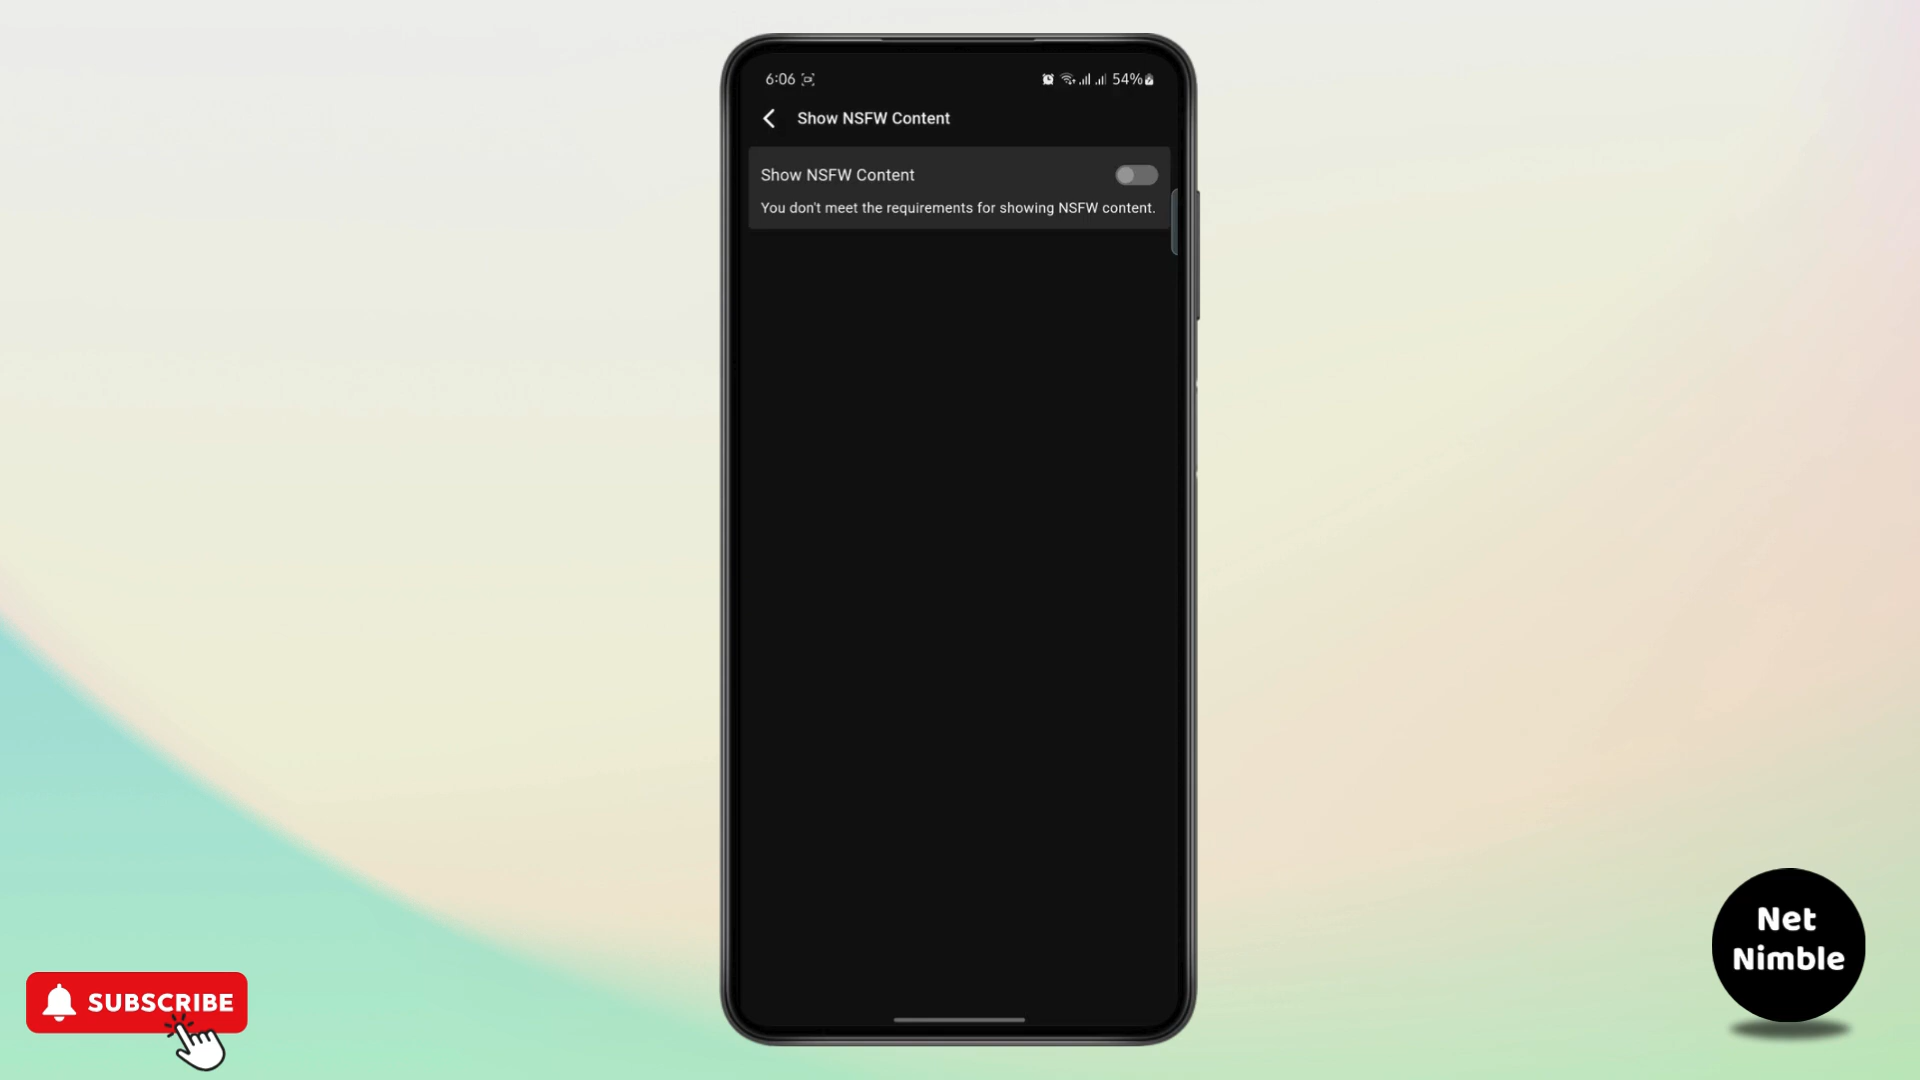 6:06
54%
Show NSFW Content
Show NSFW Content
You don't meet the requirements for showing NSFW content.
SUBSCRIBE
Net
Nimble